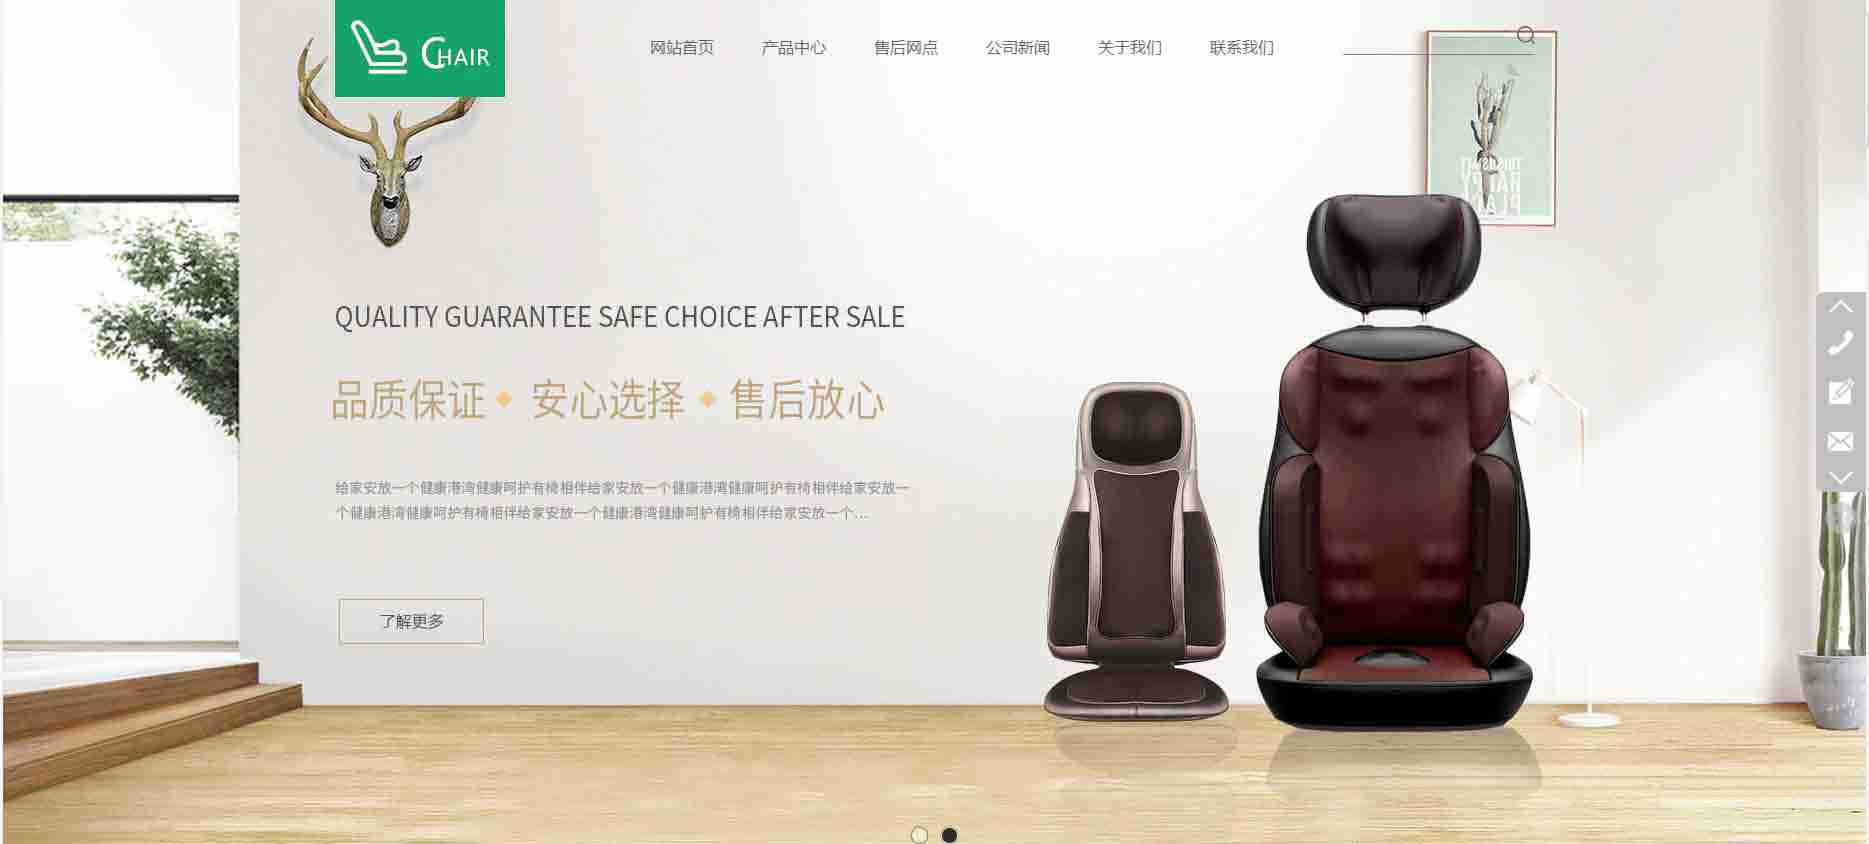 CHAIR
网站首页 产品中心 售后网点 公司新闻 关于我们 联系我们
QUALITY GUARANTEE SAFE CHOICE AFTER SALE
品质保证 安心选择 售后放心
给家安放一个健康港湾健康呵护有椅相伴给家安放一个健康港湾健康呵护有椅相伴给家安放一
个健康港湾健康呵护有椅相伴给家安放一个健康港湾健康呵护有椅相伴给家安放一个…
了解更多